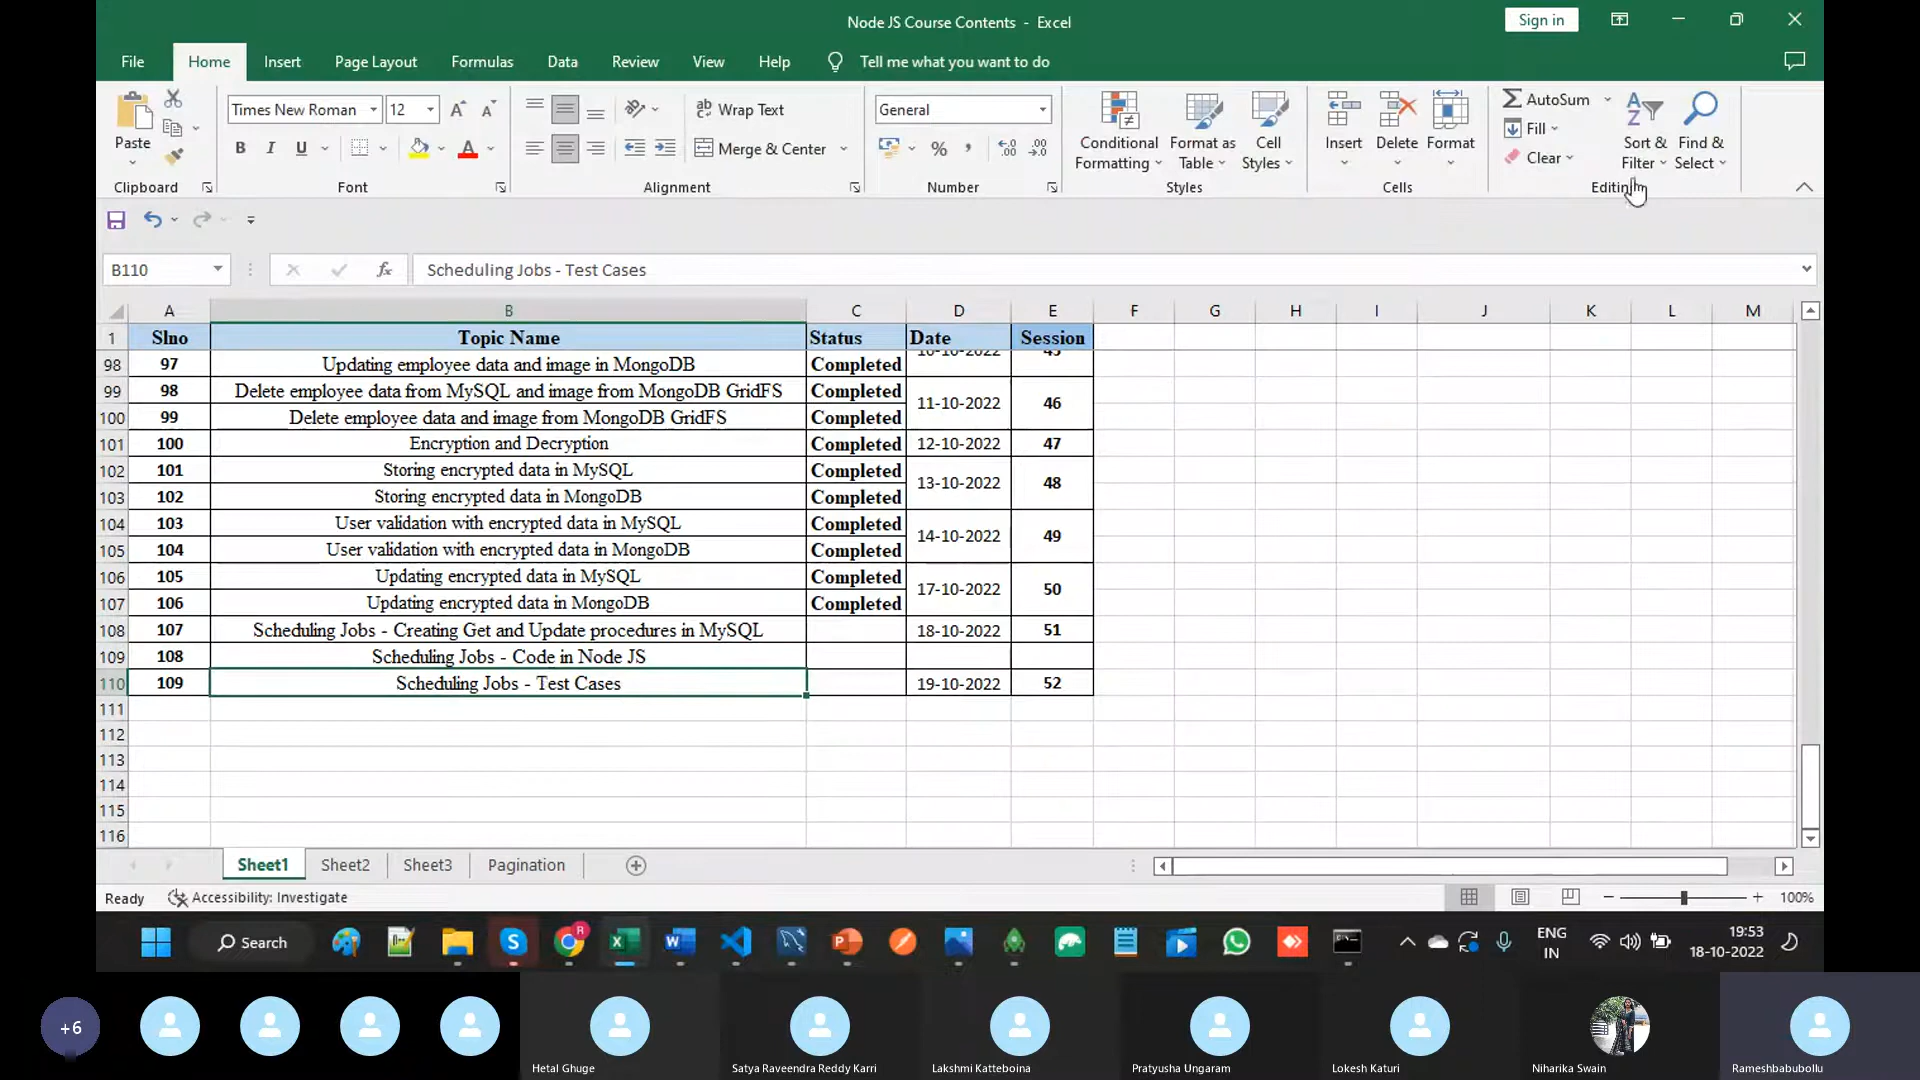 Node JS Course Contents - Excel
Sign in
File Home Insert Page Layout Formulas Data Review View Help Tell me what you want to do
Paste
Clipboard
Times New Roman 12
B I U
Font
Wrap Text
Merge & Center
Alignment
General
Number
Conditional Formatting
Format as Table
Cell Styles
Styles
Insert Delete Format
Cells
AutoSum
Fill
Clear
Sort & Filter
Find & Select
Editing
B110 fx Scheduling Jobs - Test Cases
A B C D E F G H I J K L M
1 Slno Topic Name Status Date Session
98 97 Updating employee data and image in MongoDB Completed
99 98 Delete employee data from MySQL and image from MongoDB GridFS Completed 11-10-2022 46
100 99 Delete employee data and image from MongoDB GridFS Completed
101 100 Encryption and Decryption Completed 12-10-2022 47
102 101 Storing encrypted data in MySQL Completed 13-10-2022 48
103 102 Storing encrypted data in MongoDB Completed
104 103 User validation with encrypted data in MySQL Completed 14-10-2022 49
105 104 User validation with encrypted data in MongoDB Completed
106 105 Updating encrypted data in MySQL Completed 17-10-2022 50
107 106 Updating encrypted data in MongoDB Completed
108 107 Scheduling Jobs - Creating Get and Update procedures in MySQL 18-10-2022 51
109 108 Scheduling Jobs - Code in Node JS
110 109 Scheduling Jobs - Test Cases 19-10-2022 52
111
112
113
114
115
116
Sheet1 Sheet2 Sheet3 Pagination
Ready Accessibility: Investigate 100%
Search
ENG
IN
19:53
18-10-2022
+6
Hetal Ghuge
Satya Raveendra Reddy Karri
Lakshmi Katteboina
Pratyusha Ungaram
Lokesh Katuri
Niharika Swain
Rameshbabubollu